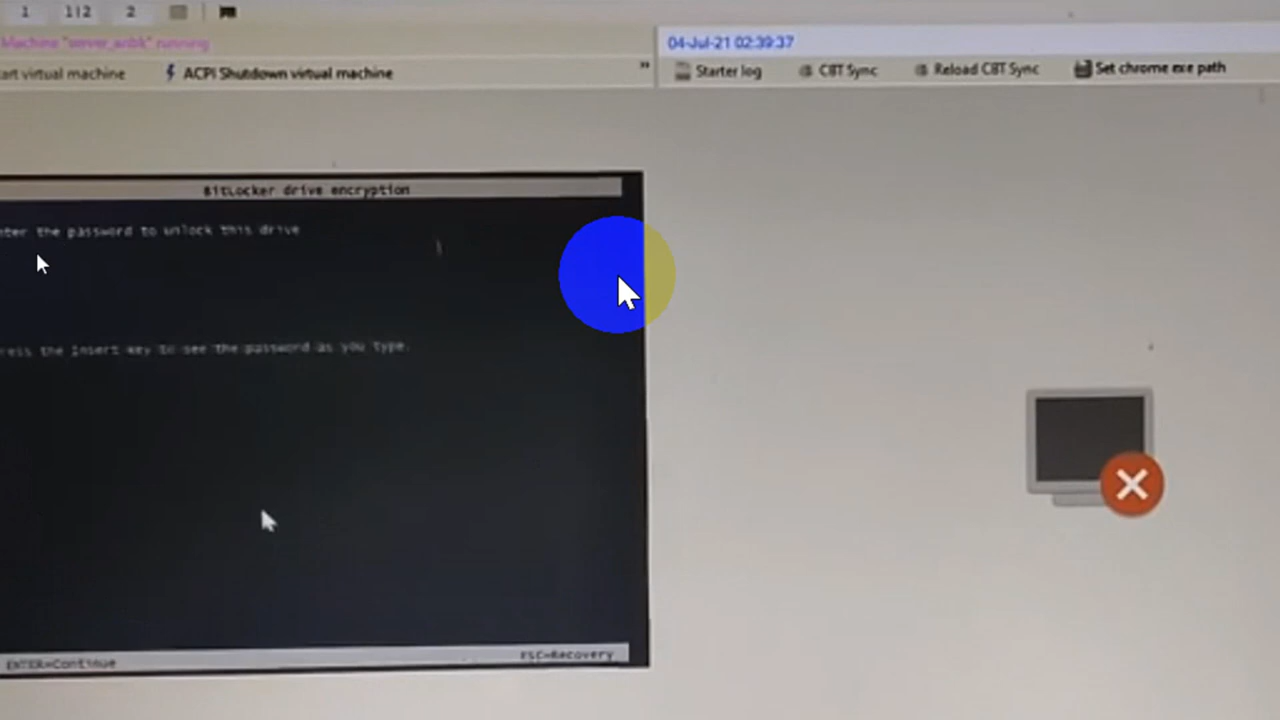 1 1|2 2
Machine "server_anbk" running
04-Jul-21 02:39:37
art virtual machine ACPI Shutdown virtual machine »
Starter log CBT Sync Reload CBT Sync Set chrome exe path
BitLocker drive encryption
nter the password to unlock this drive
ress the Insert key to see the password as you type.
ENTER=Continue ESC=Recovery